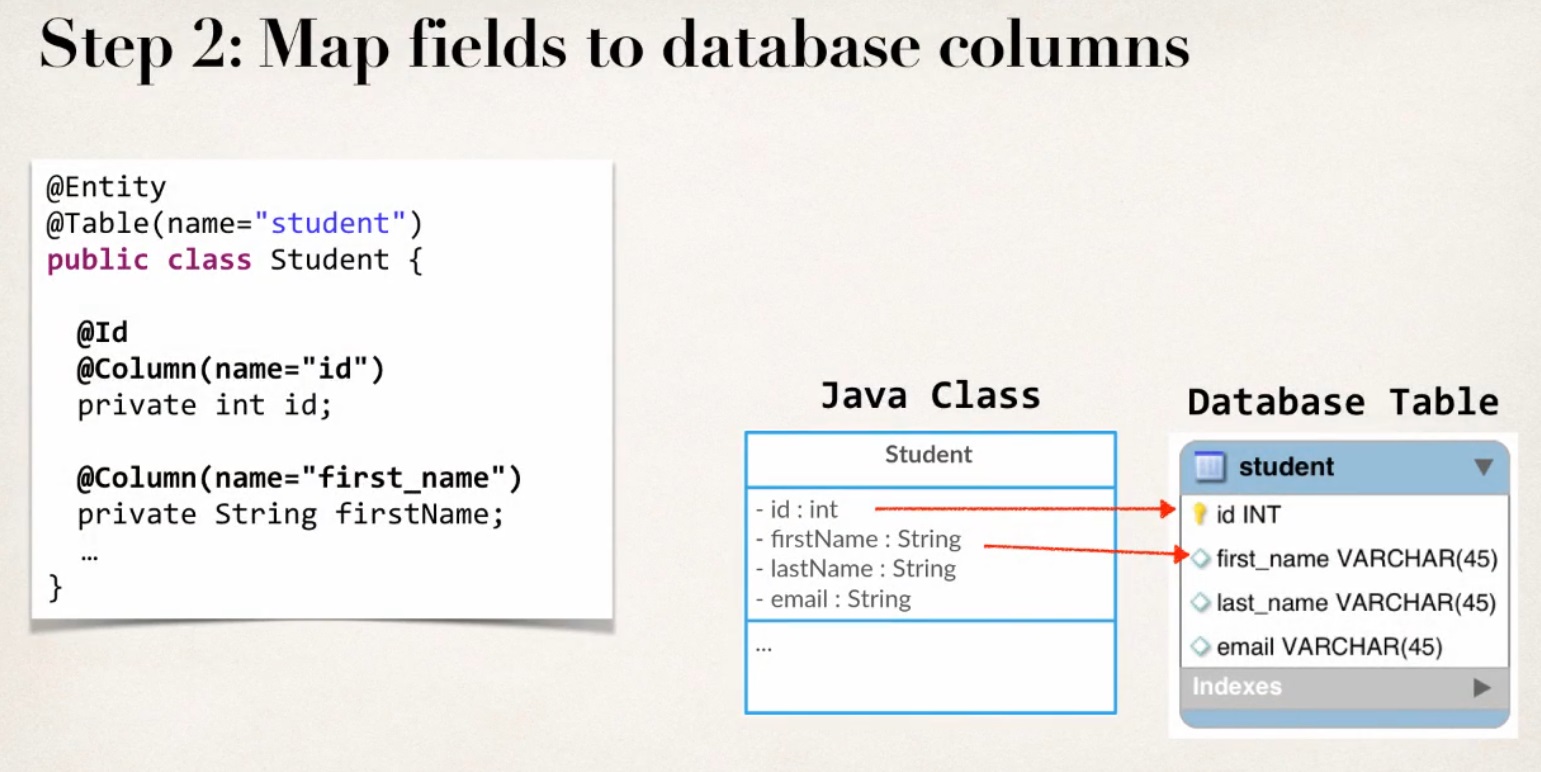 Step 2: Map fields to database columns
@Entity
@Table(name="student")
public class Student {
@Id
@Column(name="id")
private int id;
@Column(name="first_name")
private String firstName;
…
}
Java Class
Student
- id : int
- firstName : String
- lastName : String
- email : String
...
Database Table
student
id INT
first_name VARCHAR(45)
last_name VARCHAR(45)
email VARCHAR(45)
Indexes